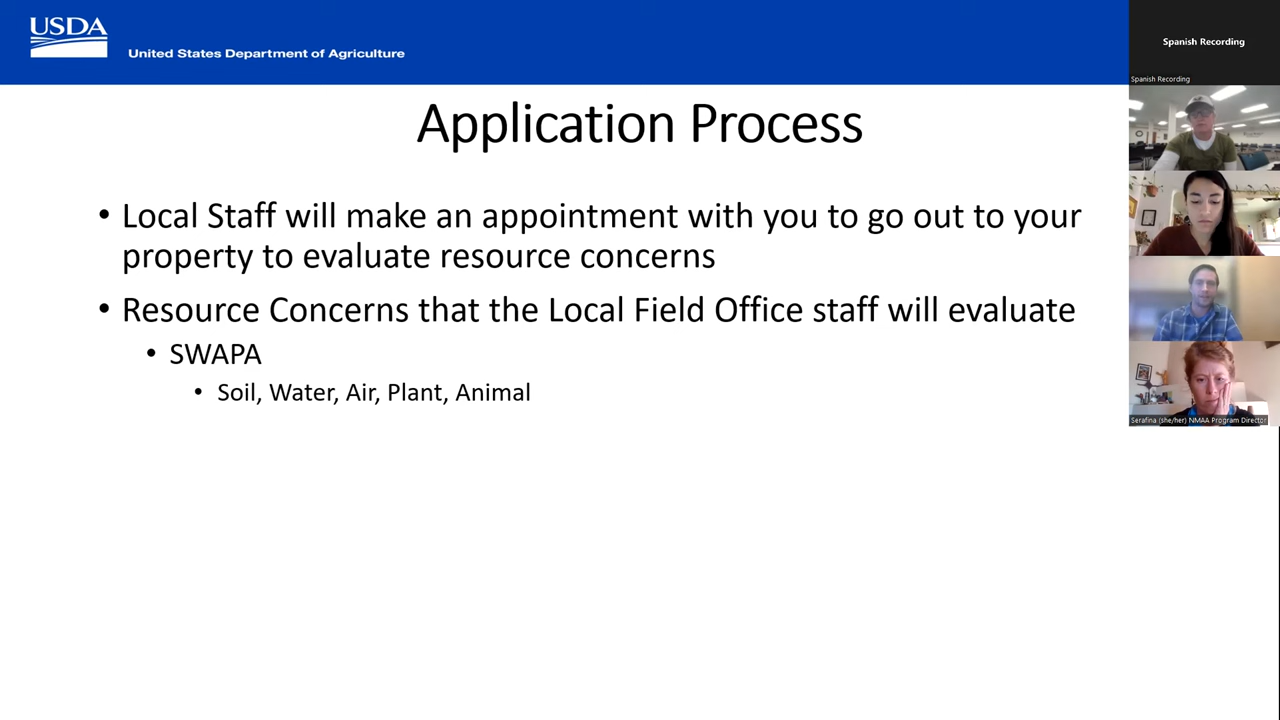 USDA
United States Department of Agriculture
Spanish Recording
Spanish Recording
Application Process
• Local Staff will make an appointment with you to go out to your
property to evaluate resource concerns
• Resource Concerns that the Local Field Office staff will evaluate
• SWAPA
• Soil, Water, Air, Plant, Animal
Serafina (she/her) NMAA Program Director